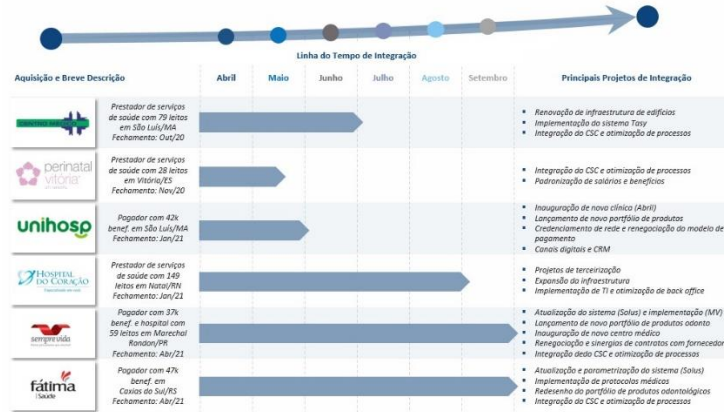 Linha do Tempo de Integração
Aquisição e Breve Descrição
Abril
Maio
Junho
Julho
Agosto
Setembro
Principais Projetos de Integração
CENTRO MÉDICO
Prestador de serviços
de saúde com 79 leitos
em São Luís/MA
Fechamento: Out/20
Renovação de infraestrutura de edifícios
Implementação do sistema Tasy
Integração do CSC e otimização de processos
perinatal
vitória
Prestador de serviços
de saúde com 28 leitos
em Vitória/ES
Fechamento: Nov/20
Integração do CSC e otimização de processos
Padronização de salários e benefícios
unihosp
Pagador com 42k
benef. em São Luís/MA
Fechamento: Jan/21
Inauguração de nova clínica (Abril)
Lançamento de novo portfólio de produtos
Credenciamento de rede e renegociação do modelo de
pagamento
Canais digitais e CRM
HOSPITAL
DO CORAÇÃO
Prestador de serviços
de saúde com 149
leitos em Natal/RN
Fechamento: Jan/21
Projetos de terceirização
Expansão da infraestrutura
Implementação de TI e otimização de back office
semprevida
Pagador com 37k
benef. e hospital com
59 leitos em Marechal
Rondon/PR
Fechamento: Abr/21
Atualização do sistema (Solus) e implementação (MV)
Lançamento de novo portfólio de produtos odonto
Inauguração de novo centro médico
Renegociação e sinergias de contratos com fornecedor
Integração dedo CSC e otimização de processos
fátima
Saúde
Pagador com 47k
benef. em
Caxias do Sul/RS
Fechamento: Abr/21
Atualização e parametrização do sistema (Solus)
Implementação de protocolos médicos
Redesenho do portfólio de produtos odontológicos
Integração do CSC e otimização de processos